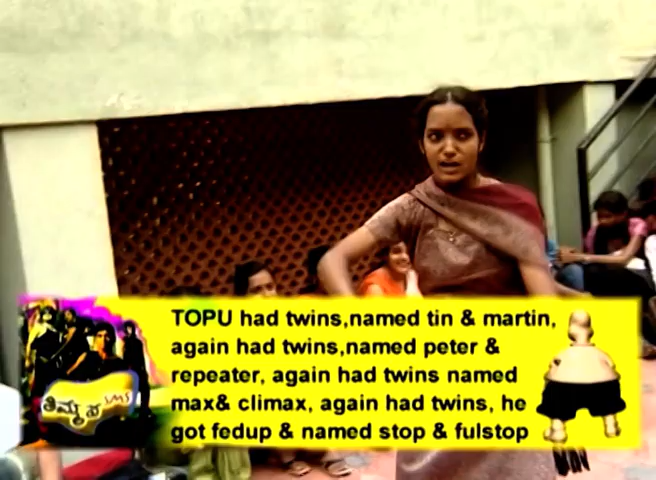 TOPU had twins,named tin & martin,
again had twins,named peter &
repeater, again had twins named
max& climax, again had twins, he
got fedup & named stop & fulstop
ತಿಮ್ಮ ಸ SMS